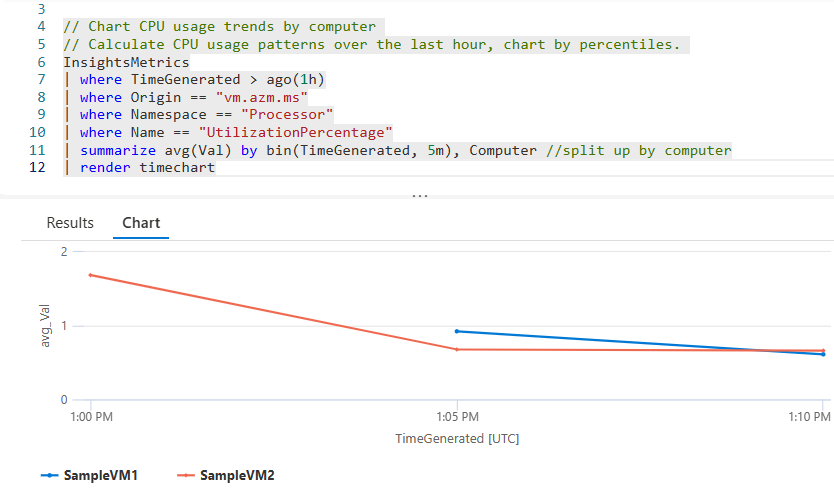 3
4 // Chart CPU usage trends by computer
5 // Calculate CPU usage patterns over the last hour, chart by percentiles.
6 InsightsMetrics
7 | where TimeGenerated > ago(1h)
8 | where Origin == "vm.azm.ms"
9 | where Namespace == "Processor"
10 | where Name == "UtilizationPercentage"
11 | summarize avg(Val) by bin(TimeGenerated, 5m), Computer //split up by computer
12 | render timechart
...
Results Chart
2
avg_Val
1
0
1:00 PM 1:05 PM 1:10 PM
TimeGenerated [UTC]
SampleVM1 SampleVM2